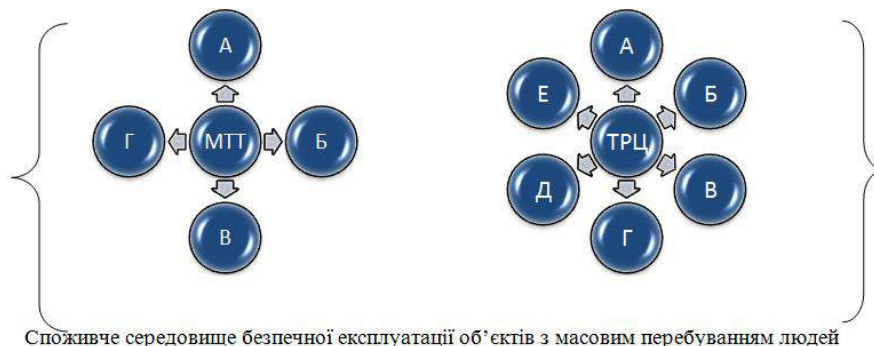 А
А
Е
Б
Г
МТТ
Б
ТРЦ
Д
В
В
Г
Споживче середовище безпечної експлуатації об’єктів з масовим перебуванням людей